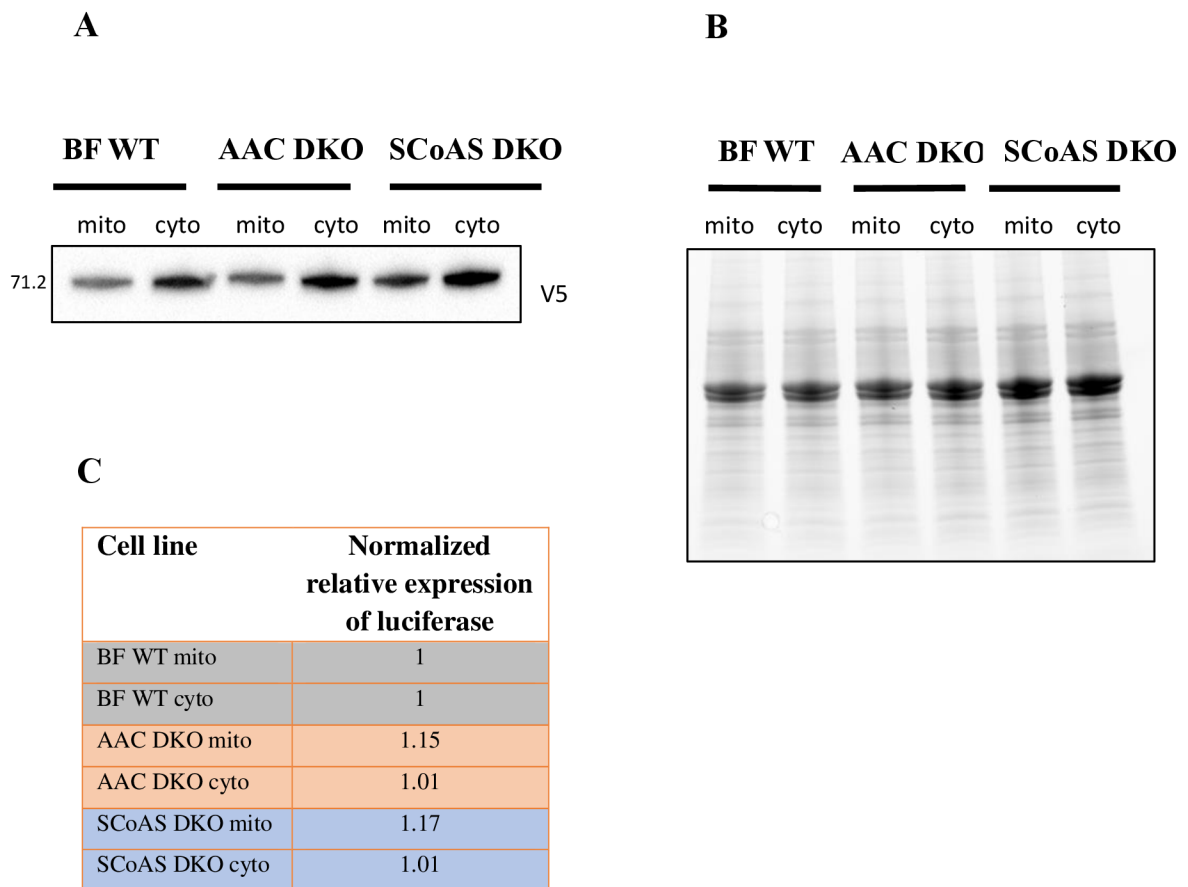 A
BF WT AAC DKO SCoAS DKO
mito cyto mito cyto mito cyto
71.2
V5
B
BF WT AAC DKO SCoAS DKO
mito cyto mito cyto mito cyto
C
Cell line Normalized relative expression of luciferase
BF WT mito 1
BF WT cyto 1
AAC DKO mito 1.15
AAC DKO cyto 1.01
SCoAS DKO mito 1.17
SCoAS DKO cyto 1.01